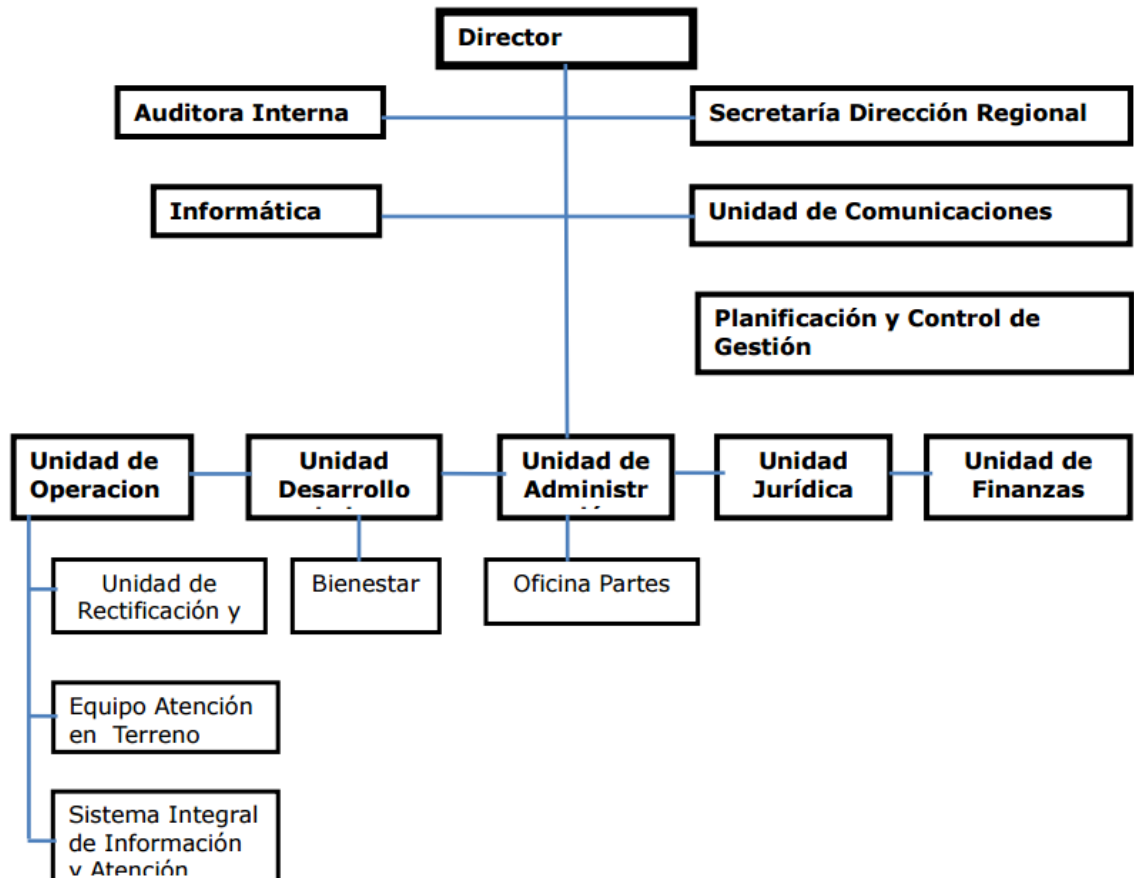 Director
Auditora Interna
Secretaría Dirección Regional
Informática
Unidad de Comunicaciones
Planificación y Control de
Gestión
Unidad de
Operacion
Unidad
Desarrollo
Unidad de
Administr
Unidad
Jurídica
Unidad de
Finanzas
Unidad de
Rectificación y
Bienestar
Oficina Partes
Equipo Atención
en Terreno
Sistema Integral
de Información
y Atención